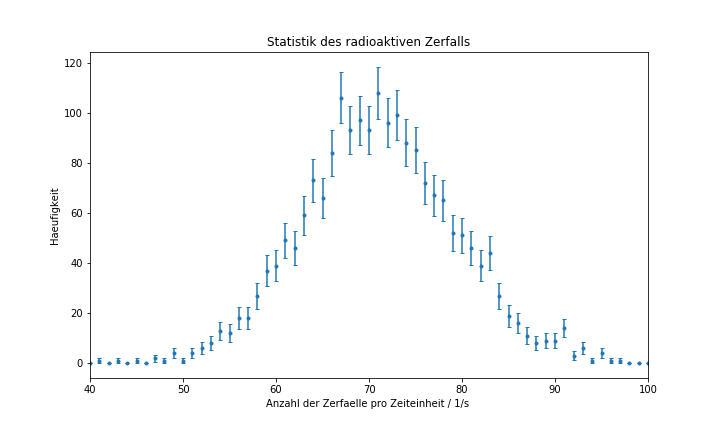 Statistik des radioaktiven Zerfalls
120
100
80
60
40
20
0
Haeufigkeit
40 50 60 70 80 90 100
Anzahl der Zerfaelle pro Zeiteinheit / 1/s